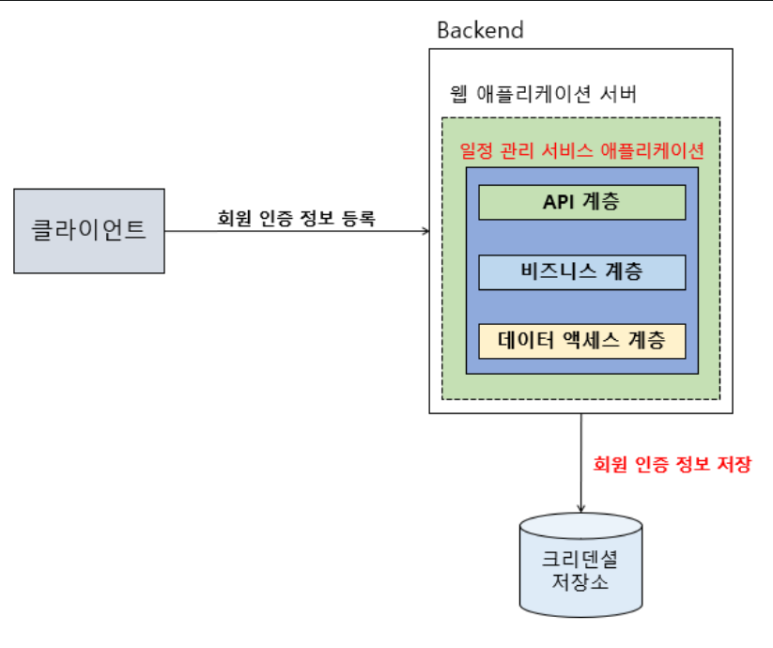 Backend
웹 애플리케이션 서버
일정 관리 서비스 애플리케이션
API 계층
클라이언트
회원 인증 정보 등록
비즈니스 계층
데이터 액세스 계층
회원 인증 정보 저장
크리덴셜
저장소